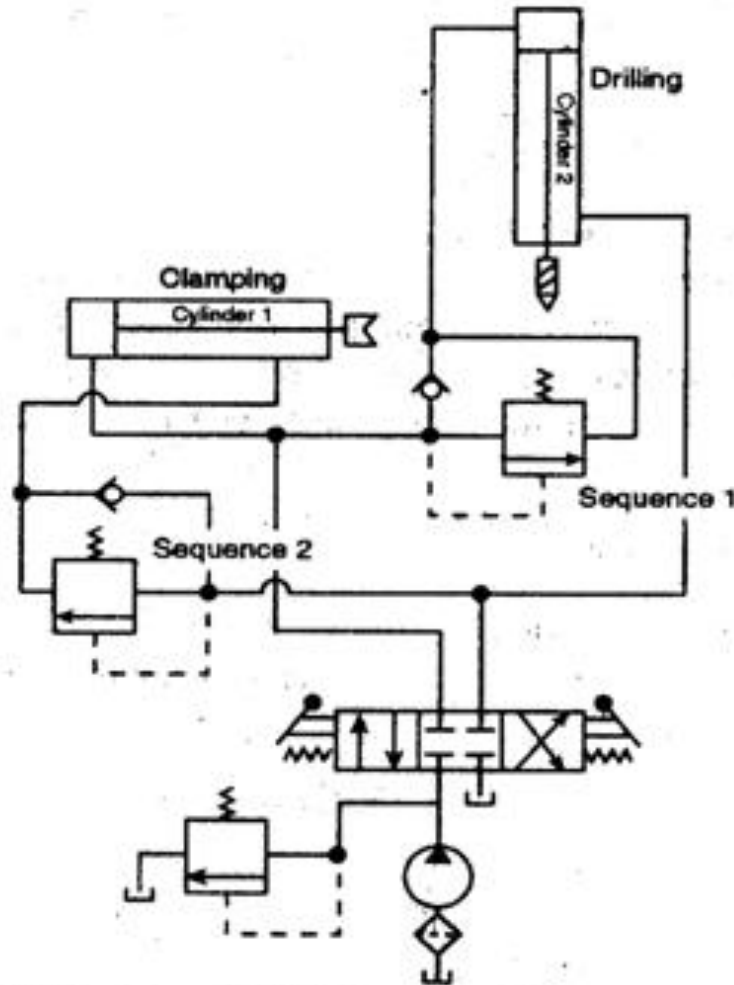 Drilling
Cylinder 2
Clamping
Cylinder 1
Sequence 1
Sequence 2